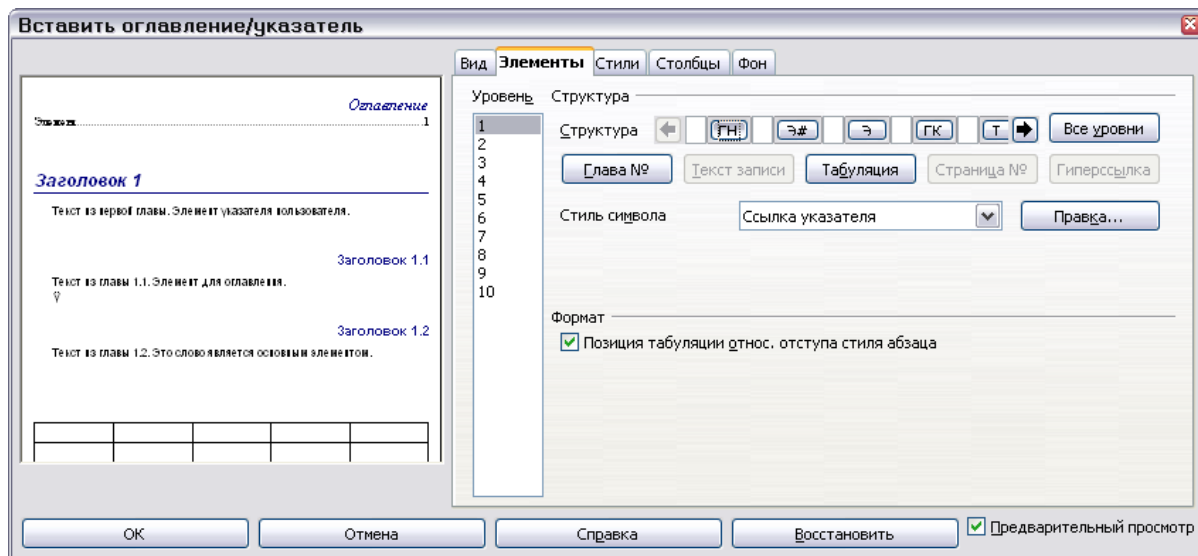 Вставить оглавление/указатель
Вид Элементы Стили Столбцы Фон
Оглавление
Элемент 1
Заголовок 1
Текст из первой главы. Элемент указателя пользователя.
Заголовок 1.1
Текст из главы 1.1. Элемент для оглавления.
Заголовок 1.2
Текст из главы 1.2. Это слово является основным элементом.
Уровень
1
2
3
4
5
6
7
8
9
10
Структура
Структура ГН Э# Э ГК Т Все уровни
Глава № Текст записи Табуляция Страница № Гиперссылка
Стиль символа Ссылка указателя Правка...
Формат
Позиция табуляции относ. отступа стиля абзаца
ОК Отмена Справка Восстановить Предварительный просмотр